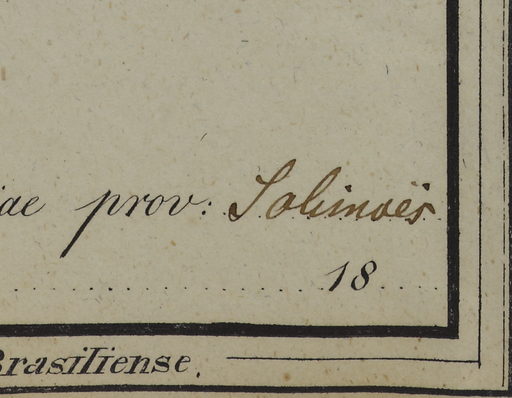 iae prov: Solimoës
18
Brasiliense.